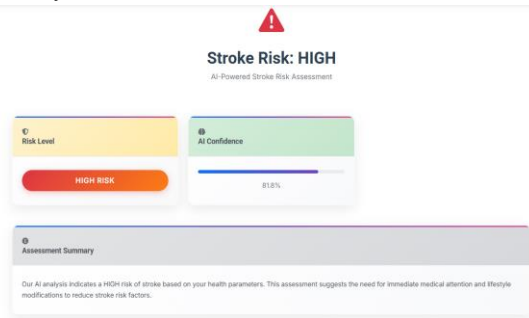 Stroke Risk: HIGH
AI-Powered Stroke Risk Assessment
Risk Level
AI Confidence
HIGH RISK
81.8%
Assessment Summary
Our AI analysis indicates a HIGH risk of stroke based on your health parameters. This assessment suggests the need for immediate medical attention and lifestyle
modifications to reduce stroke risk factors.